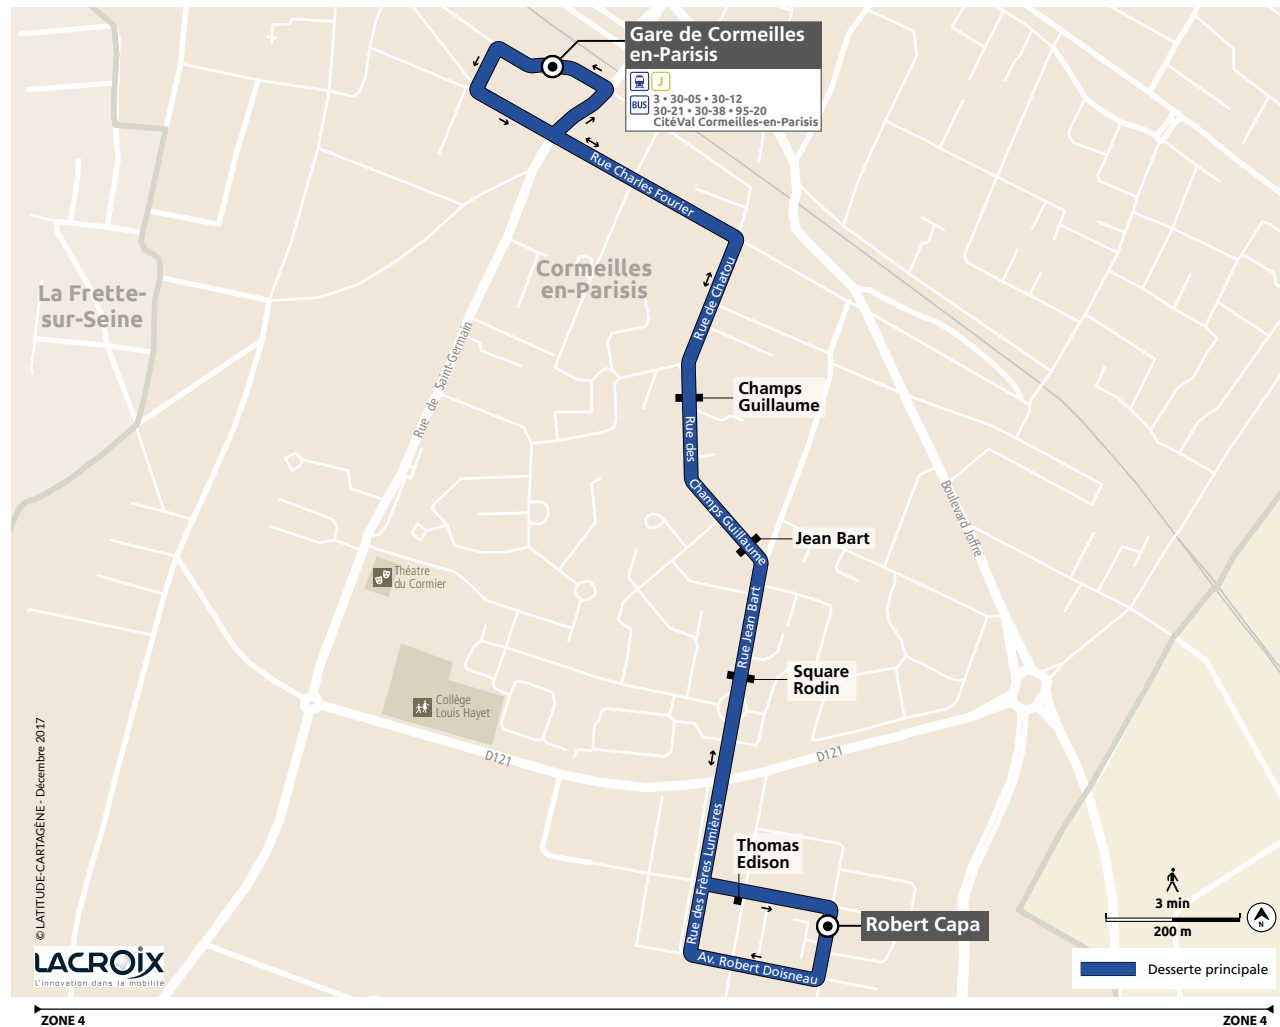 Gare de Cormeilles
en-Parisis
J
BUS
3 • 30-05 • 30-12
30-21 • 30-38 • 95-20
CitéVal Cormeilles-en-Parisis
Rue Charles Fourier
Cormeilles
en-Parisis
La Frette-
sur-Seine
Rue de Chatou
Rue de Saint-Germain
Champs
Guillaume
Rue des
Champs Guillaume
Boulevard Joffre
Jean Bart
Théatre
du Cormier
Rue Jean Bart
Square
Rodin
Collège
Louis Hayet
D121
D121
Rue des Frères Lumières
Thomas
Edison
Robert Capa
Av. Robert Doisneau
3 min
200 m
N
Desserte principale
© LATITUDE-CARTAGÈNE - Décembre 2017
LACROIX
L'innovation dans la mobilité
ZONE 4
ZONE 4